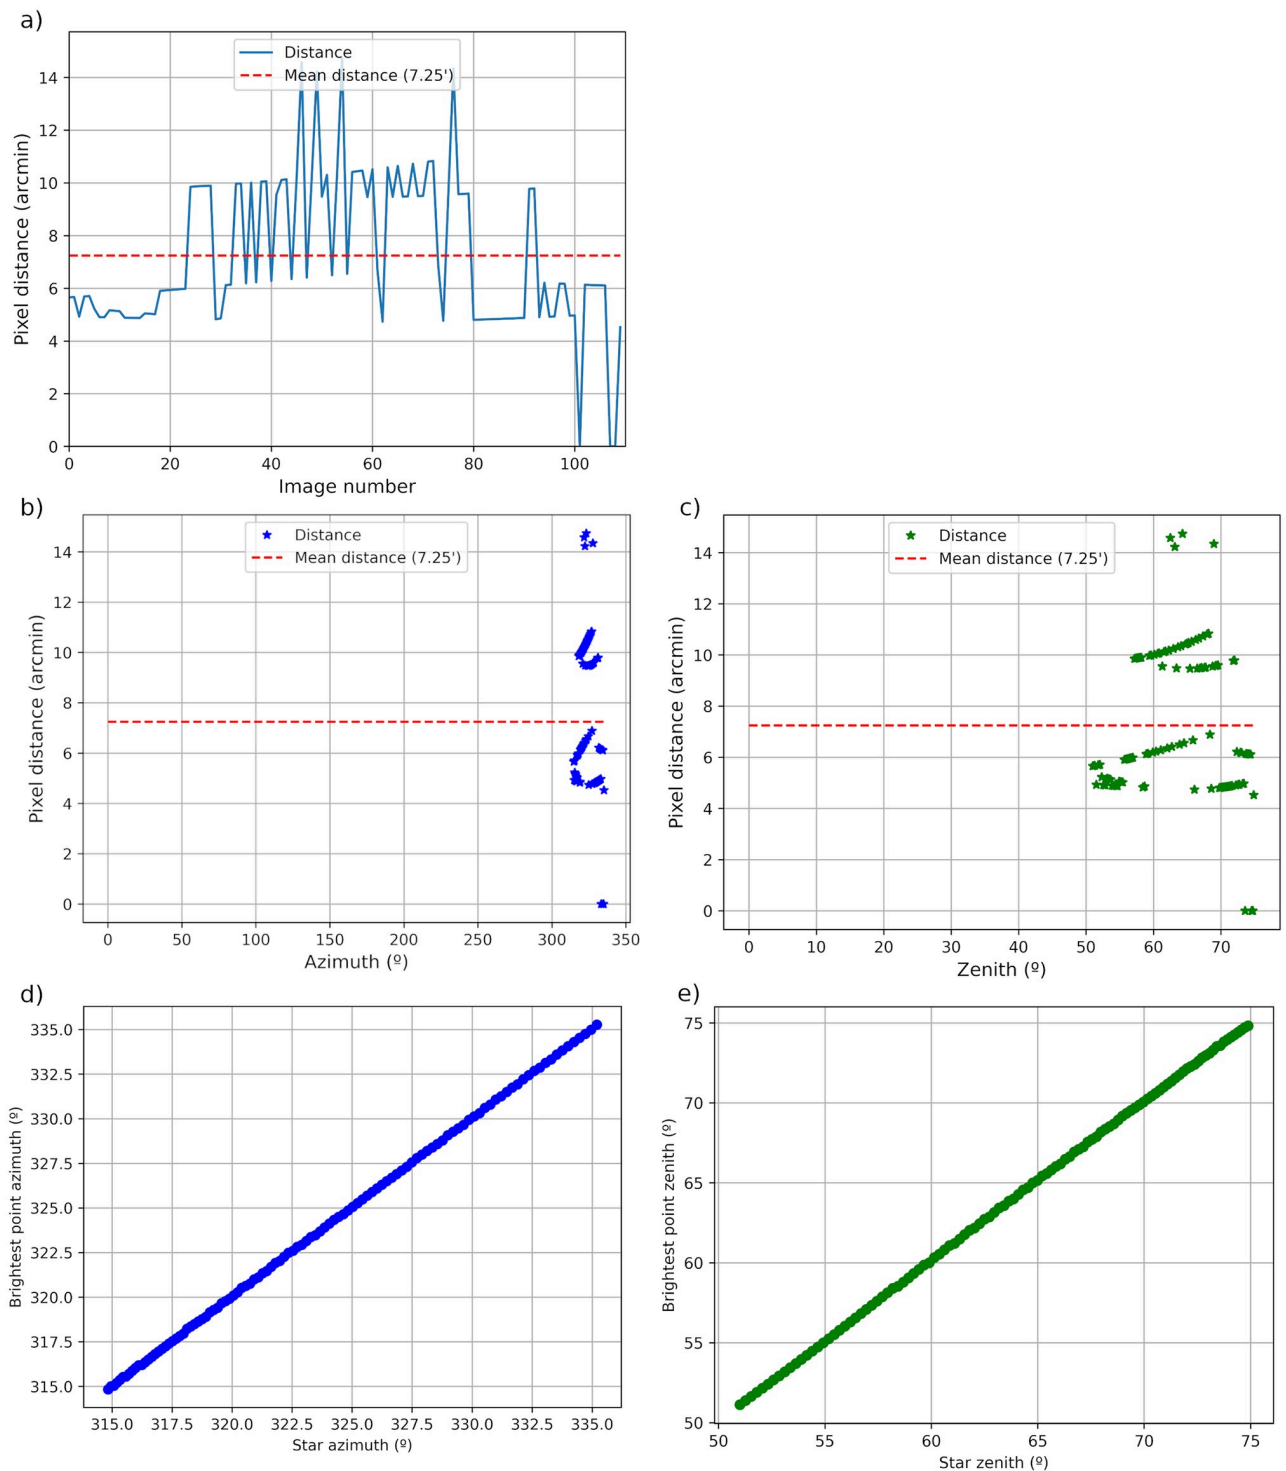 a)
Distance
Mean distance (7.25')
Pixel distance (arcmin)
14
12
10
8
6
4
2
0
0 20 40 60 80 100
Image number
b)
Distance
Mean distance (7.25')
Pixel distance (arcmin)
14
12
10
8
6
4
2
0
0 50 100 150 200 250 300 350
Azimuth (º)
c)
Distance
Mean distance (7.25')
Pixel distance (arcmin)
14
12
10
8
6
4
2
0
0 10 20 30 40 50 60 70
Zenith (º)
d)
Brightest point azimuth (º)
335.0
332.5
330.0
327.5
325.0
322.5
320.0
317.5
315.0
315.0 317.5 320.0 322.5 325.0 327.5 330.0 332.5 335.0
Star azimuth (º)
e)
Brightest point zenith (º)
75
70
65
60
55
50
50 55 60 65 70 75
Star zenith (º)